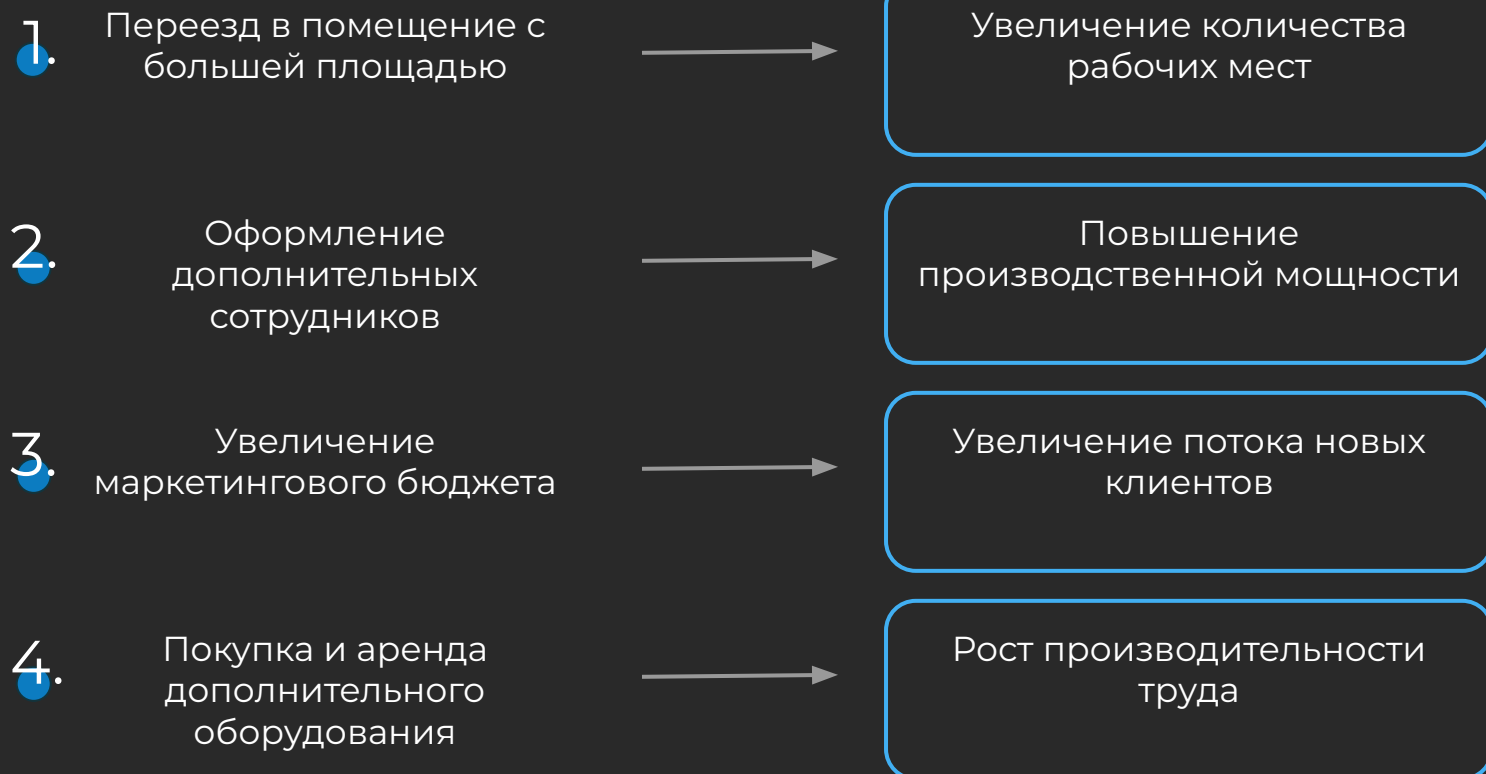 1.
Переезд в помещение с
большей площадью
Увеличение количества
рабочих мест
2.
Оформление
дополнительных
сотрудников
Повышение
производственной мощности
3.
Увеличение
маркетингового бюджета
Увеличение потока новых
клиентов
4.
Покупка и аренда
дополнительного
оборудования
Рост производительности
труда